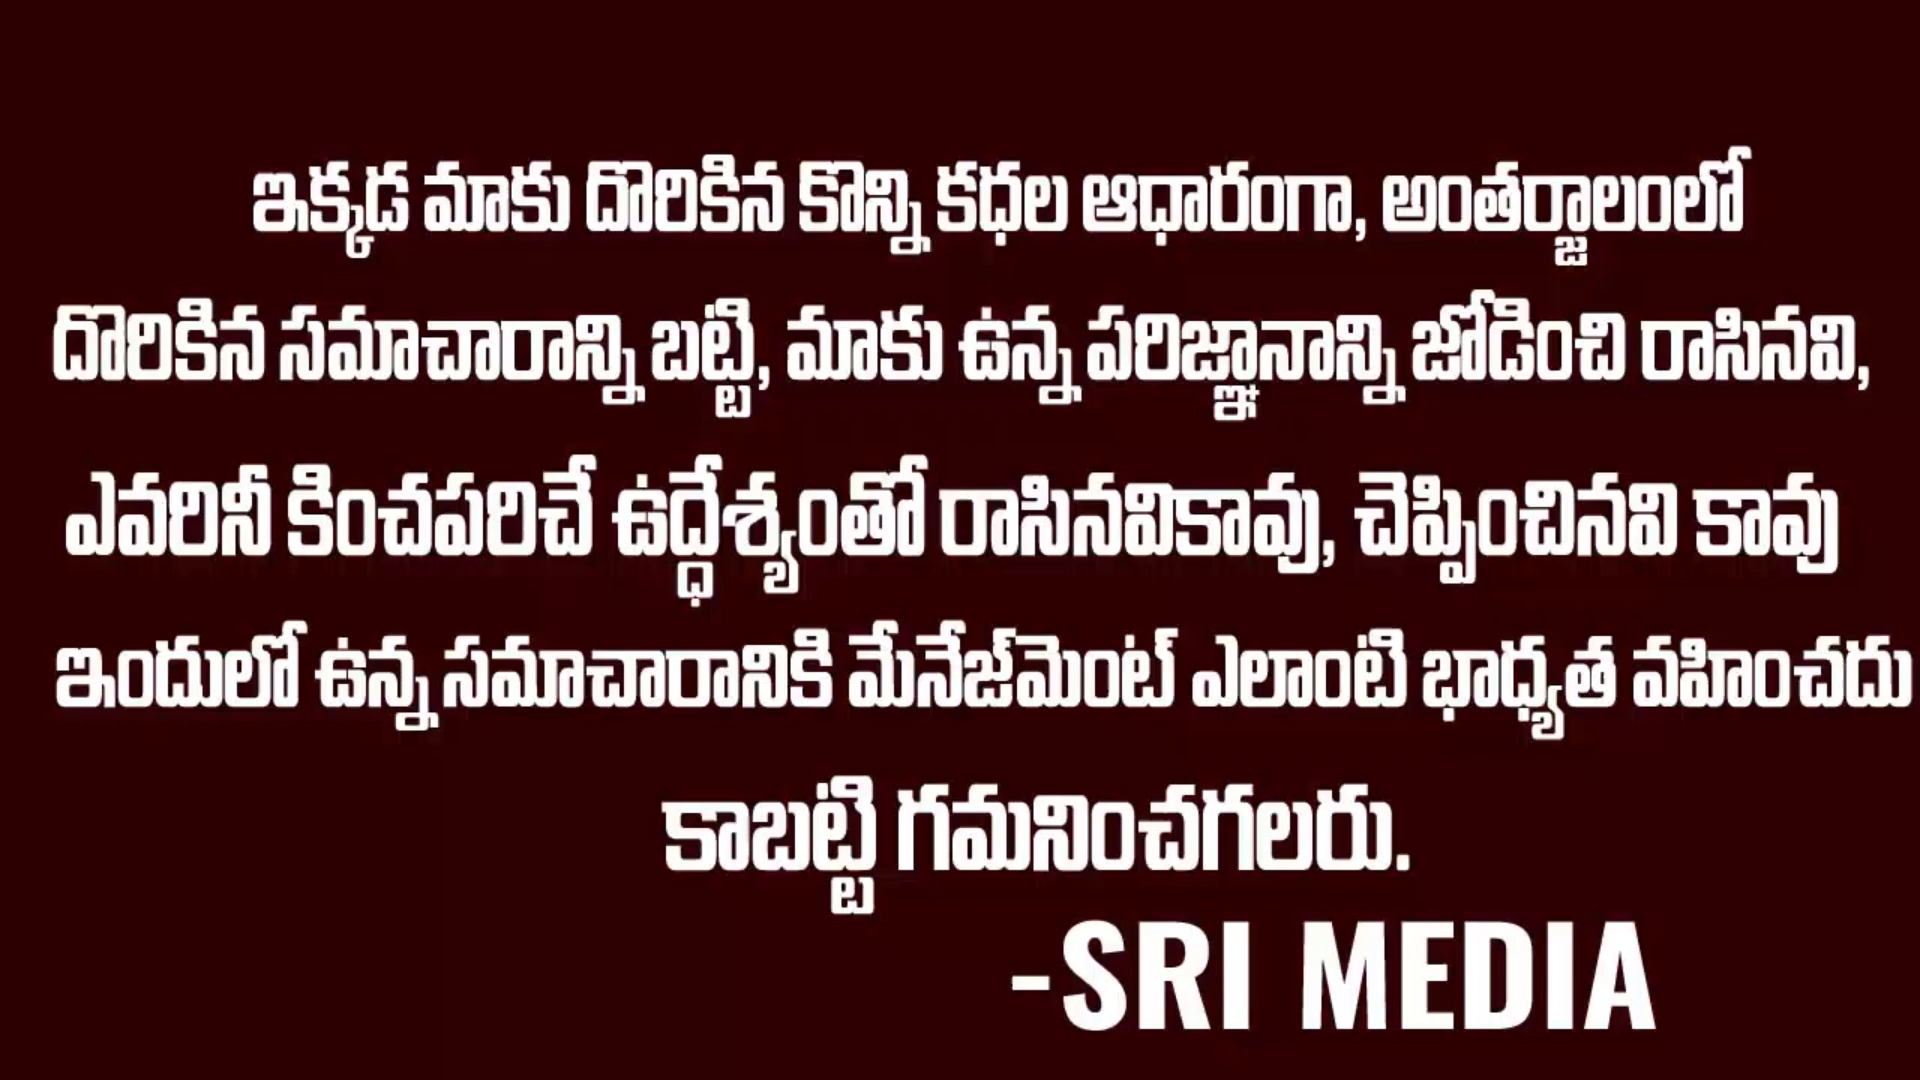 ఇక్కడ మాకు దొరికిన కొన్ని కధల ఆధారంగా, అంతర్జాలంలో
దొరికిన సమాచారాన్ని బట్టి, మాకు ఉన్న పరిజ్ఞానాన్ని జోడించి రాసినవి,
ఎవరినీ కించపరిచే ఉద్ధేశ్యంతో రాసినవికావు, చెప్పించినవి కావు
ఇందులో ఉన్న సమాచారానికి మేనేజ్‌మెంట్ ఎలాంటి భాధ్యత వహించదు
కాబట్టి గమనించగలరు.
-SRI MEDIA